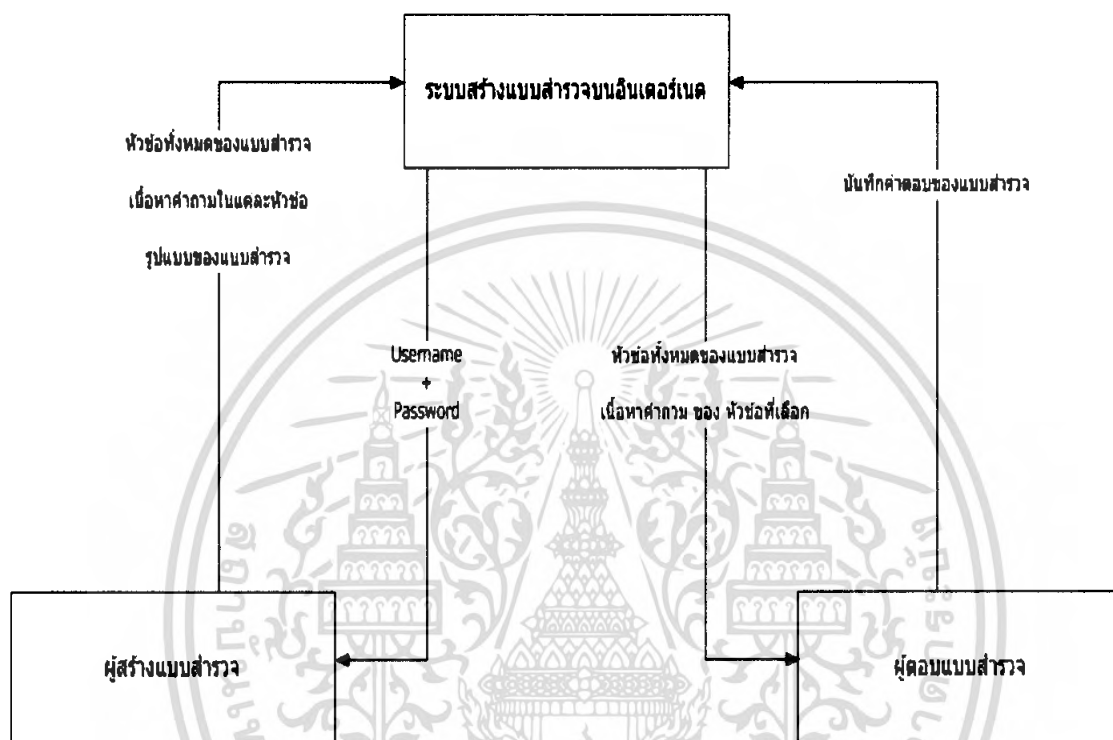 ระบบสร้างแบบสำรวจบนอินเตอร์เนต
หัวข้อทั้งหมดของแบบสำรวจ
เนื้อหาคำถามในแต่ละหัวข้อ
รูปแบบของแบบสำรวจ
บันทึกคำตอบของแบบสำรวจ
Username
+
Password
หัวข้อทั้งหมดของแบบสำรวจ
เนื้อหาคำถาม ของ หัวข้อที่เลือก
ผู้สร้างแบบสำรวจ
ผู้ตอบแบบสำรวจ